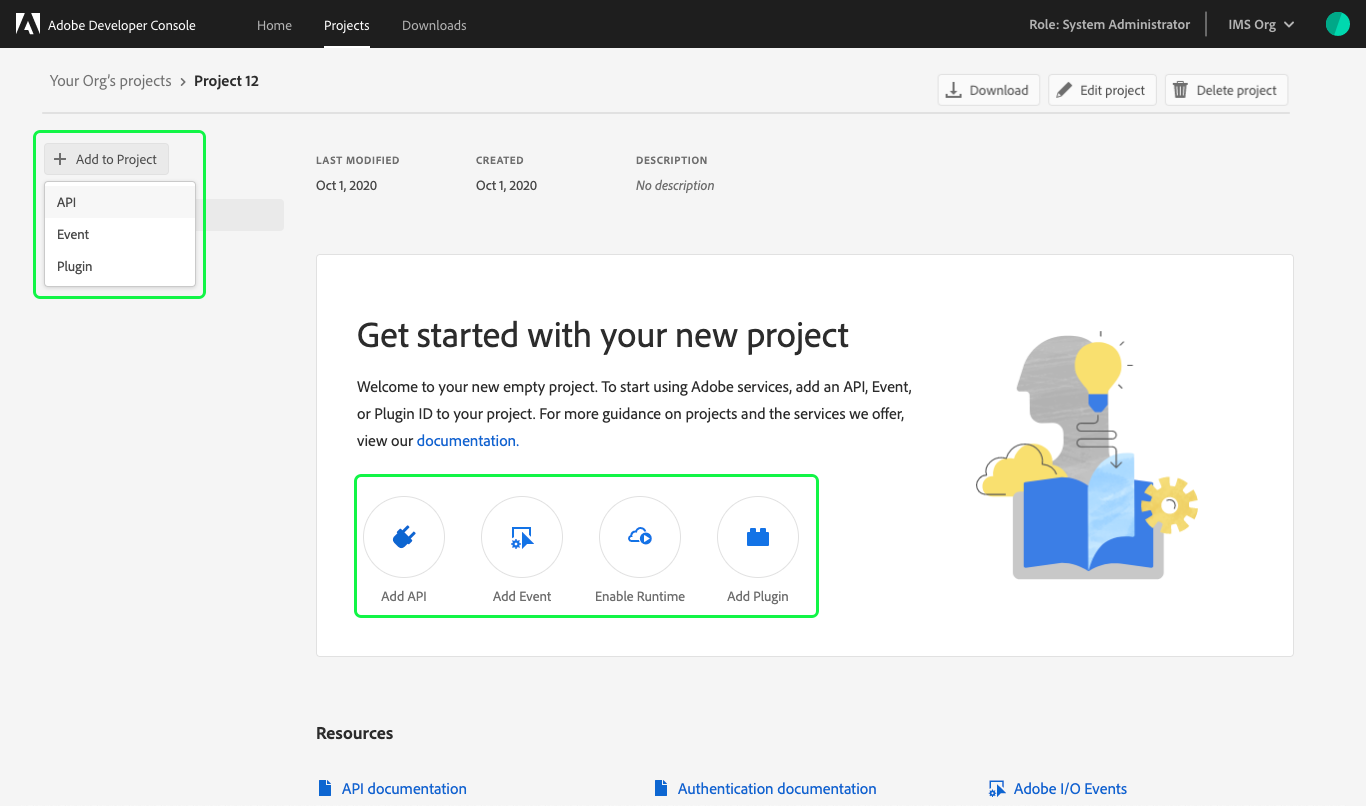 Adobe Developer Console Home Projects Downloads Role: System Administrator IMS Org
Your Org's projects › Project 12
Download Edit project Delete project
+ Add to Project
API
Event
Plugin
LAST MODIFIED CREATED DESCRIPTION
Oct 1, 2020 Oct 1, 2020 No description
Get started with your new project
Welcome to your new empty project. To start using Adobe services, add an API, Event,
or Plugin ID to your project. For more guidance on projects and the services we offer,
view our documentation.
Add API Add Event Enable Runtime Add Plugin
Resources
API documentation Authentication documentation Adobe I/O Events